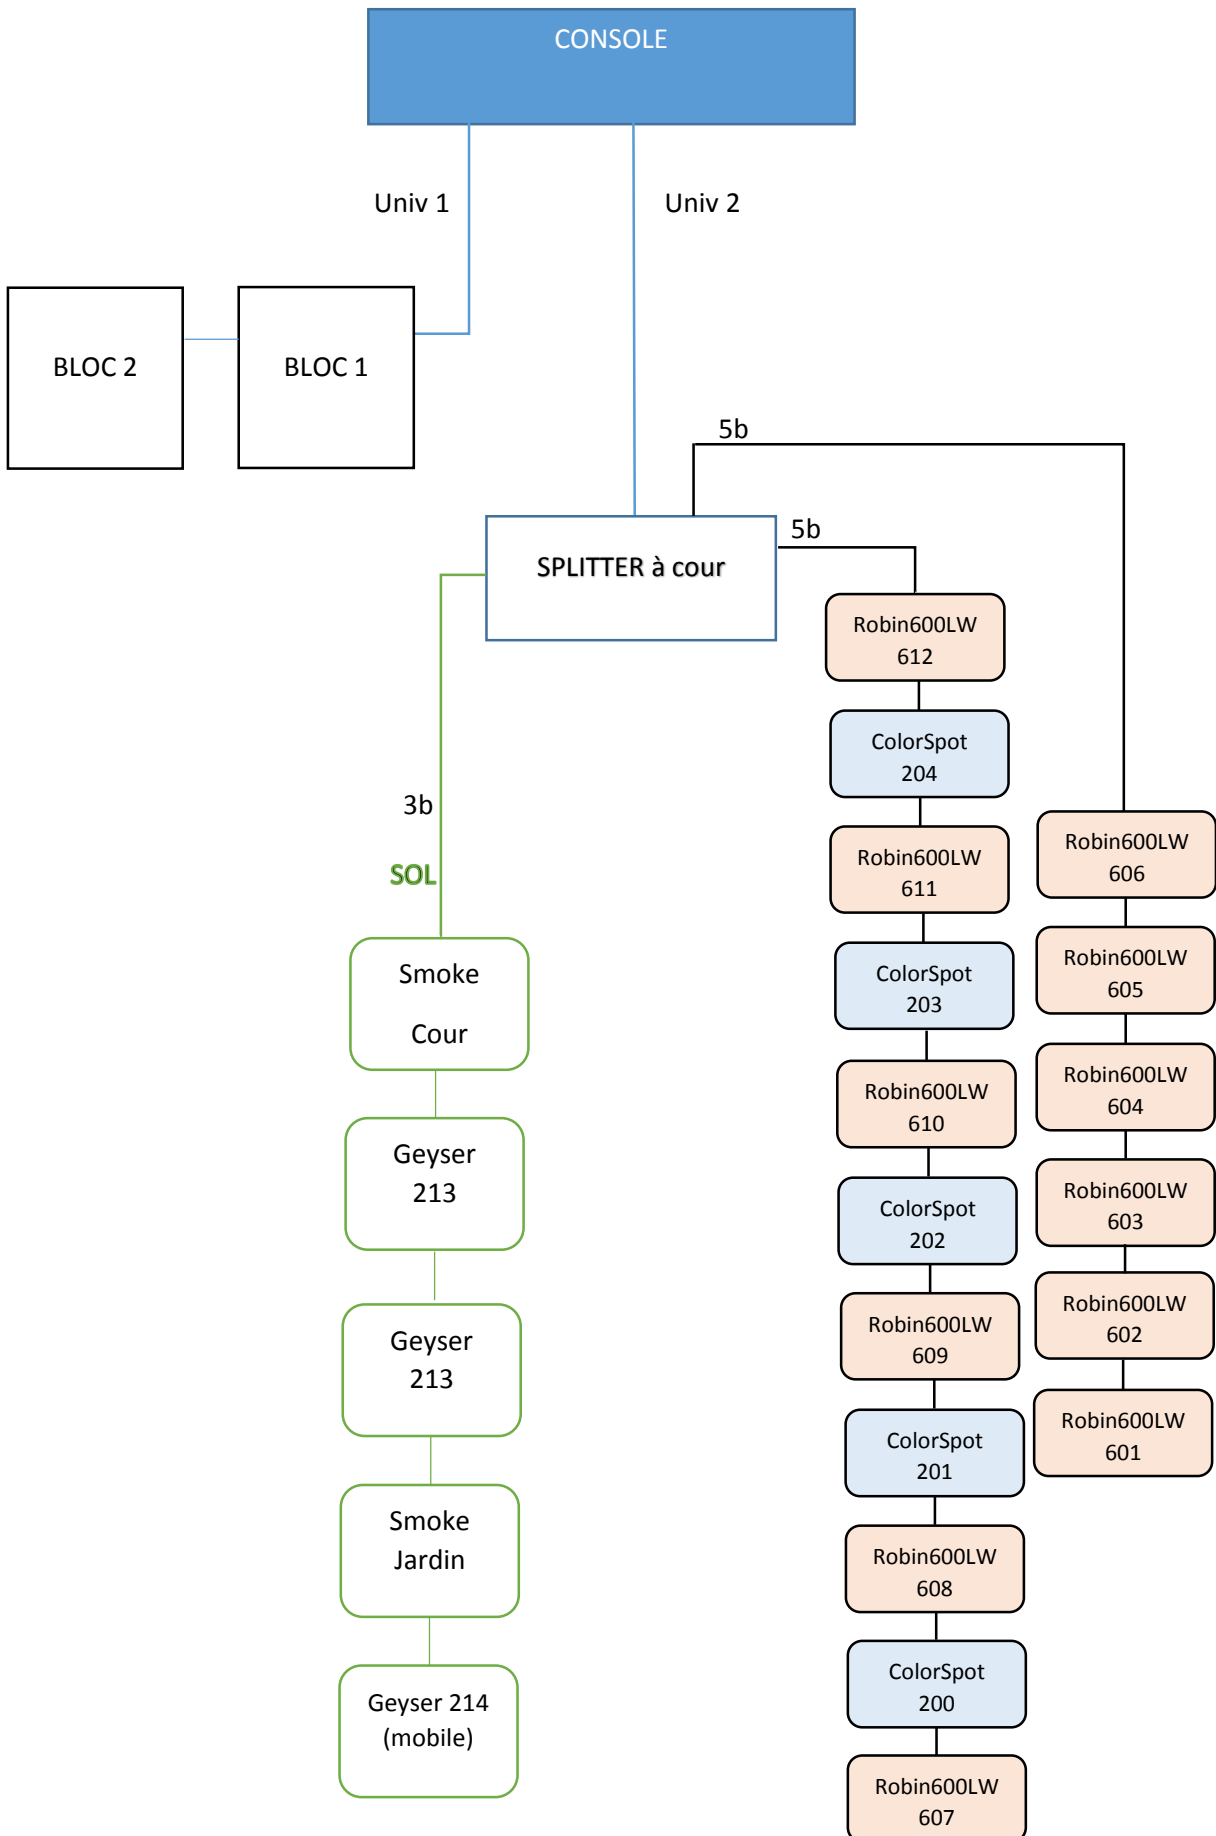 CONSOLE
Univ 1
Univ 2
BLOC 2
BLOC 1
5b
5b
SPLITTER à cour
3b
SOL
Smoke
Cour
Geyser
213
Geyser
213
Smoke
Jardin
Geyser 214
(mobile)
Robin600LW
612
ColorSpot
204
Robin600LW
611
ColorSpot
203
Robin600LW
610
ColorSpot
202
Robin600LW
609
ColorSpot
201
Robin600LW
608
ColorSpot
200
Robin600LW
607
Robin600LW
606
Robin600LW
605
Robin600LW
604
Robin600LW
603
Robin600LW
602
Robin600LW
601